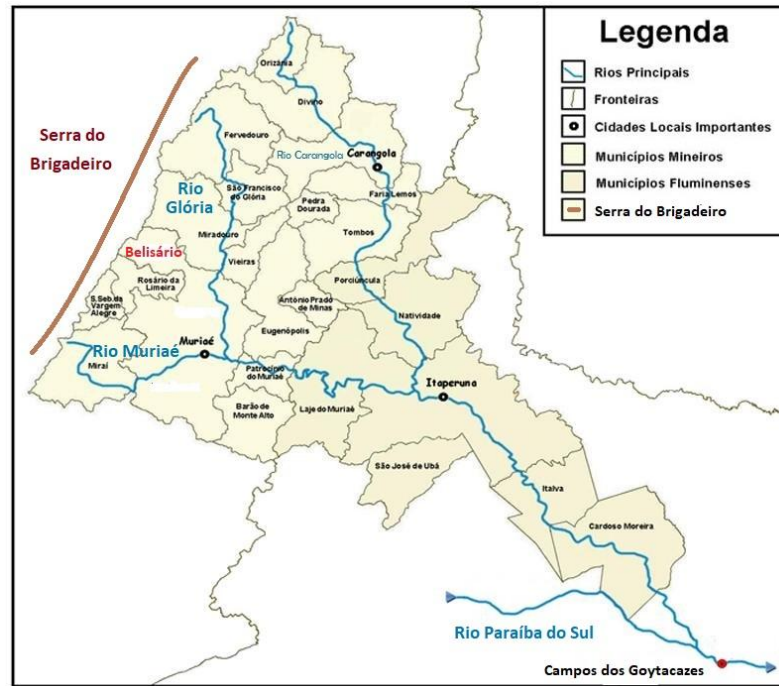 Legenda
Rios Principais
Fronteiras
Cidades Locais Importantes
Municípios Mineiros
Municípios Fluminenses
Serra do Brigadeiro
Serra do
Brigadeiro
Orizânia
Divino
Fervedouro
Rio Carangola
Carangola
Rio
Glória
São Francisco
do Glória
Faria Lemos
Pedra
Dourada
Miradouro
Tombos
Belisário
Vieiras
Rosário da
Limeira
Porciúncula
S.Seb.da
Vargem
Alegre
Antônio Prado
de Minas
Natividade
Eugenópolis
Rio Muriaé
Muriaé
Miraí
Patrocínio
do Muriaé
Itaperuna
Barão de
Monte Alto
Laje do Muriaé
São José de Ubá
Italva
Cardoso Moreira
Rio Paraíba do Sul
Campos dos Goytacazes